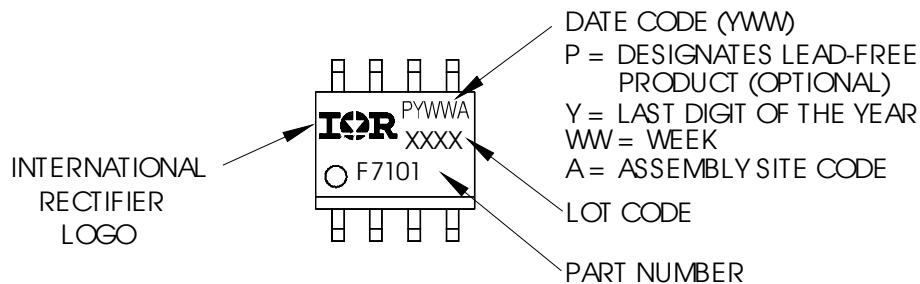 DATE CODE (YWW)
P = DESIGNATES LEAD-FREE
PRODUCT (OPTIONAL)
Y = LAST DIGIT OF THE YEAR
WW = WEEK
A = ASSEMBLY SITE CODE
LOT CODE
PART NUMBER
INTERNATIONAL
RECTIFIER
LOGO
PYWWA
IOR
XXXX
F7101